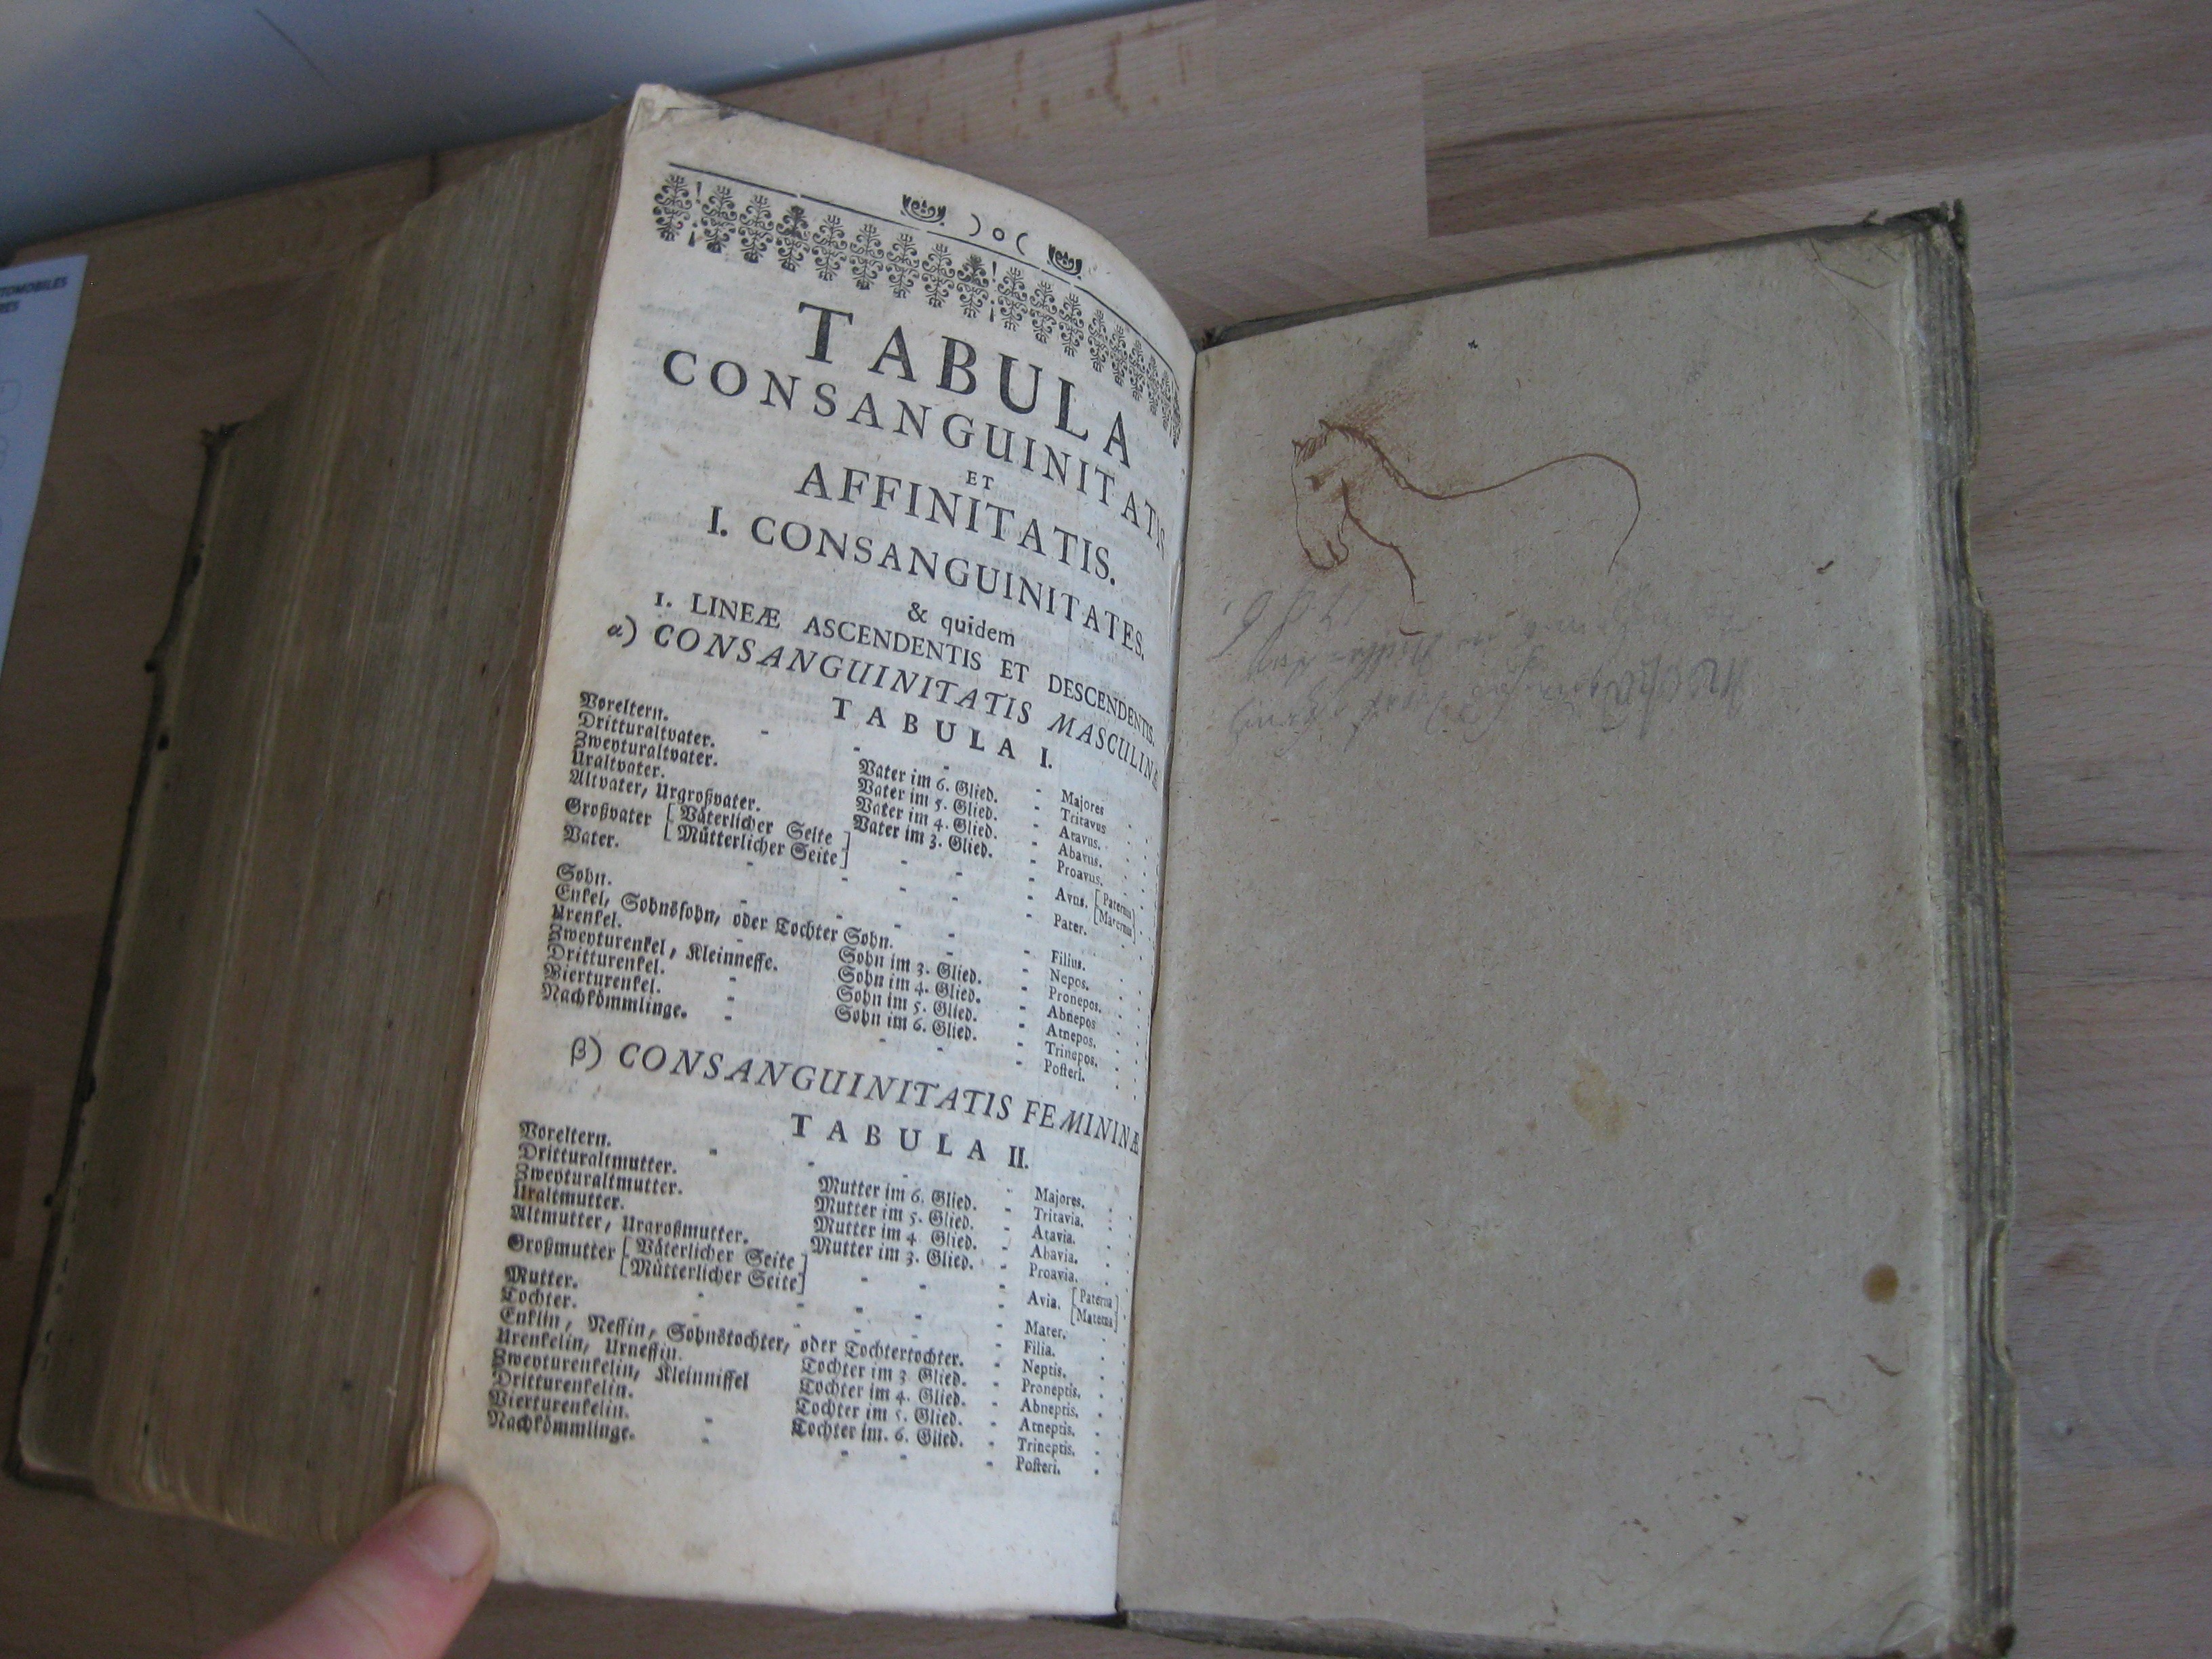 TOMOBILES
RES
) o (
TABULA
CONSANGUINITATIS
ET
AFFINITATIS.
I. CONSANGUINITATES.
& quidem
1. LINEÆ ASCENDENTIS ET DESCENDENTIS.
α) CONSANGUINITATIS MASCULINÆ
TABULA I.
Voreltern. - - - - Majores
Dritturaltvater. - Vater im 6. Glied. - Tritavus
Zweyturaltvater. Vater im 5. Glied. - Atavus.
Uraltvater. Vater im 4. Glied. - Abavus.
Altvater, Urgroßvater. Vater im 3. Glied. - Proavus.
Großvater [Väterlicher Seite] - - - Avus. [Paternus]
[Mütterlicher Seite] [Maternus]
Vater. - - - - Pater.
Sohn. - - - - Filius.
Enkel, Sohnssohn, oder Tochter Sohn. - - Nepos.
Urenkel. - Sohn im 3. Glied. - Pronepos.
Zweyturenkel, Kleinneffe. Sohn im 4. Glied. - Abnepos
Dritturenkel. - Sohn im 5. Glied. - Atnepos.
Vierturenkel. - Sohn im 6. Glied. - Trinepos.
Nachkömmlinge. - - - - Posteri.
β) CONSANGUINITATIS FEMININÆ
TABULA II.
Voreltern. - - - - Majores.
Dritturaltmutter. Mutter im 6. Glied. - Tritavia.
Zweyturaltmutter. Mutter im 5. Glied. - Atavia.
Uraltmutter. Mutter im 4 Glied. - Abavia.
Altmutter, Urgroßmutter. Mutter im 3. Glied. - Proavia.
Großmutter [Väterlicher Seite] - - - Avia. [Paterna]
[Mütterlicher Seite] [Materna]
Mutter. - - - - Mater.
Tochter. - - - - Filia.
Enklin, Neffin, Sohnstochter, oder Tochtertochter. - Neptis.
Urenkelin, Urneffin. Tochter im 3 Glied. - Proneptis.
Zweyturenkelin, Kleinniffel Tochter im 4. Glied. - Abneptis.
Dritturenkelin. Tochter im 5. Glied. - Atneptis.
Vierturenkelin. - Tochter im. 6. Glied. - Trineptis.
Nachkömmlinge. - - - - Posteri.